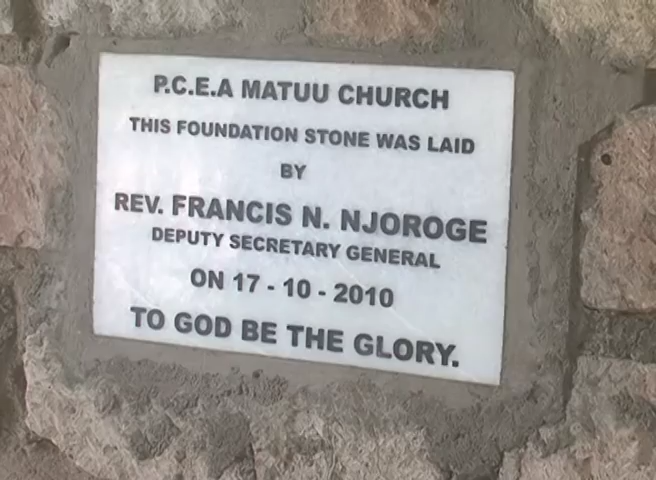 P.C.E.A MATUU CHURCH
THIS FOUNDATION STONE WAS LAID
BY
REV. FRANCIS N. NJOROGE
DEPUTY SECRETARY GENERAL
ON 17 - 10 - 2010
TO GOD BE THE GLORY.